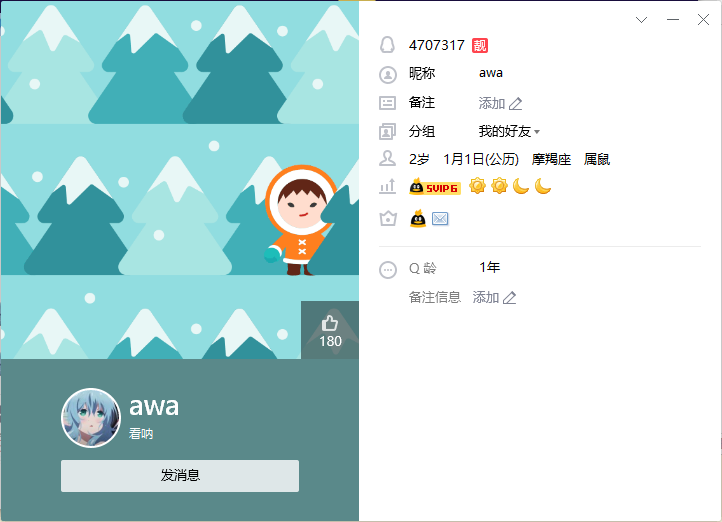 4707317 靓
昵称 awa
备注 添加
分组 我的好友
2岁 1月1日(公历) 摩羯座 属鼠
SVIP6
Q 龄 1年
备注信息 添加
180
awa
看呐
发消息